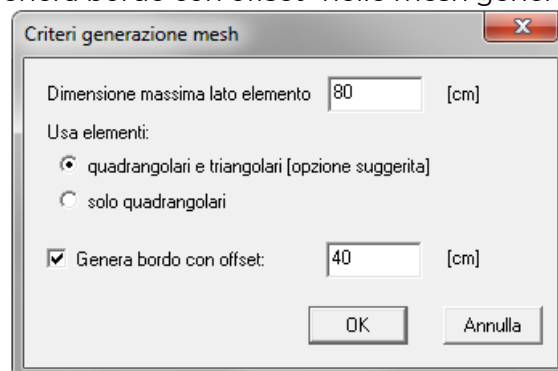 Criteri generazione mesh
Dimensione massima lato elemento 80 [cm]
Usa elementi:
quadrangolari e triangolari [opzione suggerita]
solo quadrangolari
Genera bordo con offset: 40 [cm]
OK Annulla